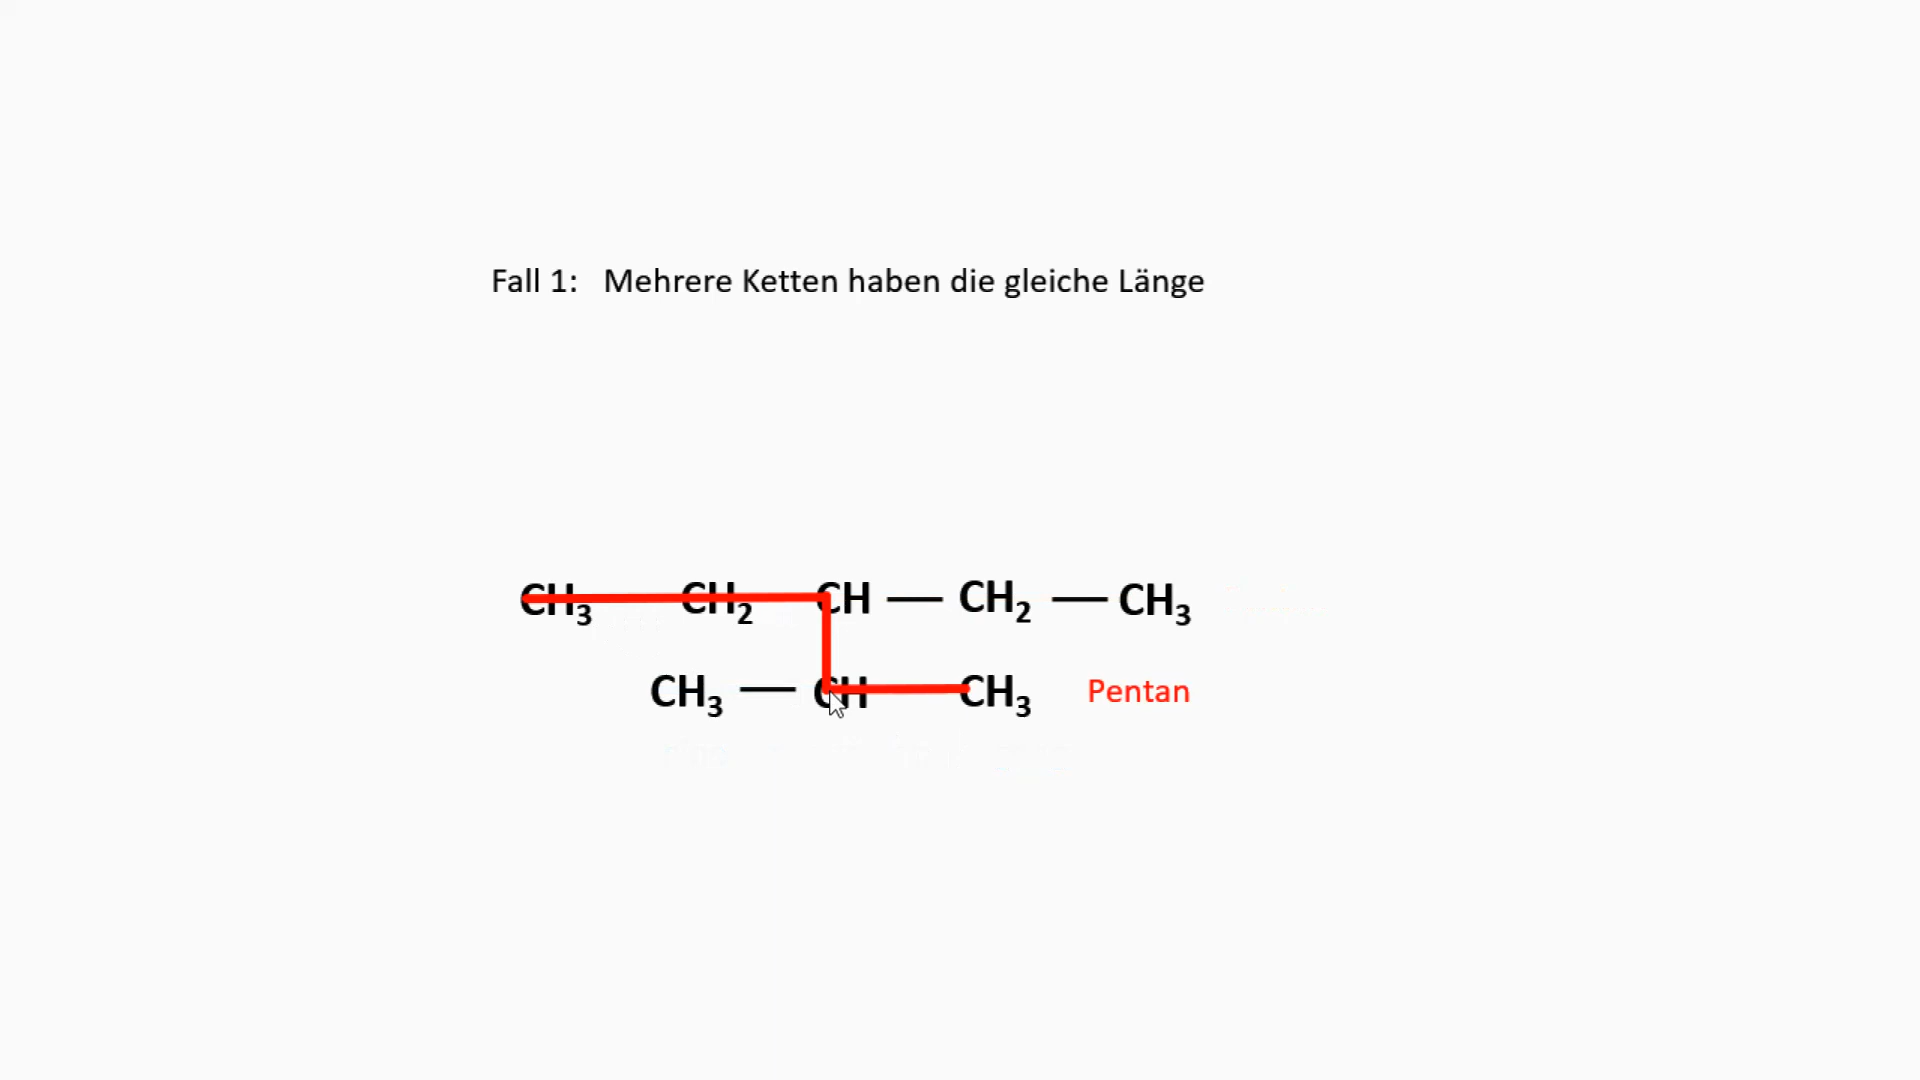 Fall 1: Mehrere Ketten haben die gleiche Länge
CH₃ CH₂ CH — CH₂ — CH₃
CH₃ — CH CH₃ Pentan